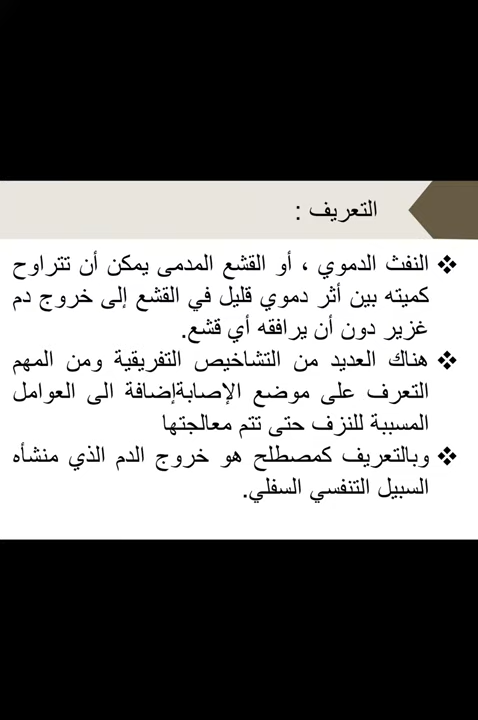 التعريف :
❖ النفث الدموي ، أو القشع المدمى يمكن أن تتراوح
كميته بين أثر دموي قليل في القشع إلى خروج دم
غزير دون أن يرافقه أي قشع.
❖ هناك العديد من التشاخيص التفريقية ومن المهم
التعرف على موضع الإصابةإضافة الى العوامل
المسببة للنزف حتى تتم معالجتها
❖ وبالتعريف كمصطلح هو خروج الدم الذي منشأه
السبيل التنفسي السفلي.